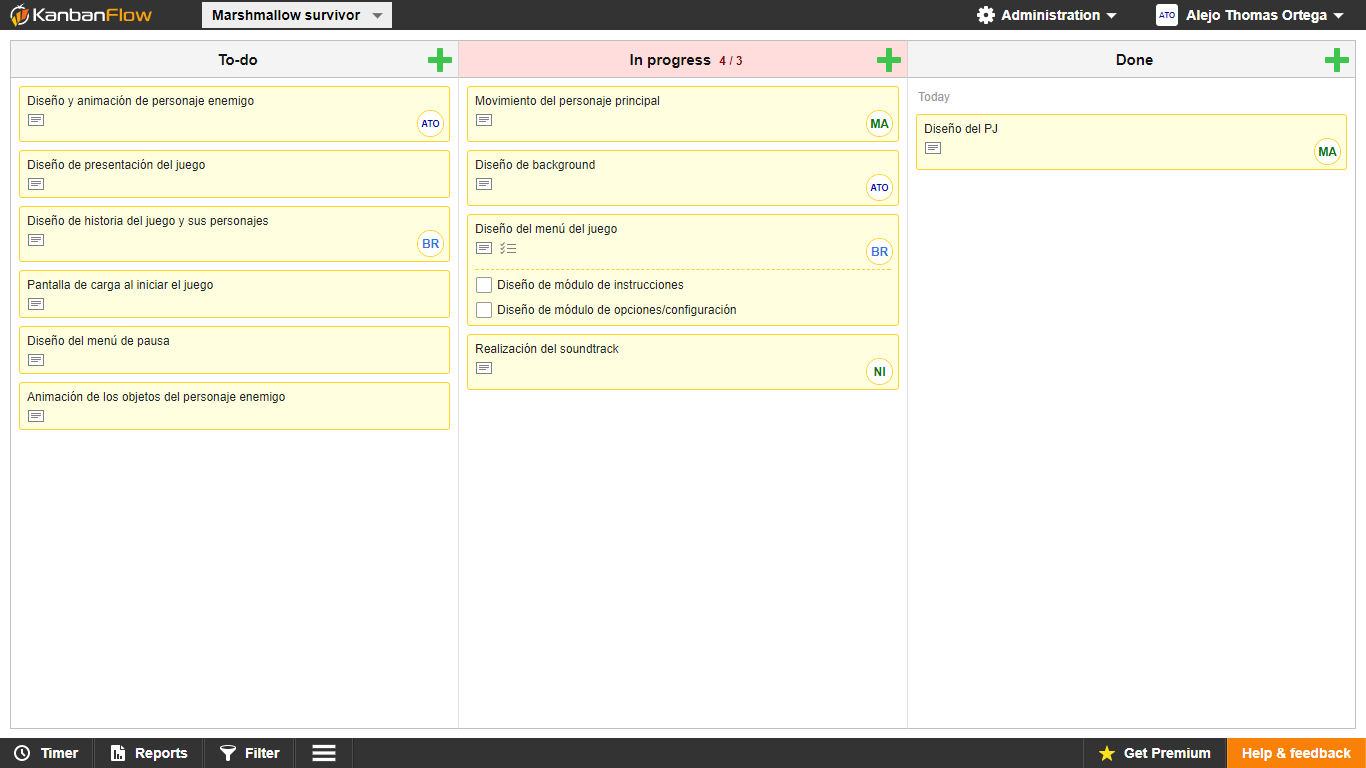 KanbanFlow
Marshmallow survivor
Administration
ATO
Alejo Thomas Ortega
To-do
Diseño y animación de personaje enemigo
ATO
Diseño de presentación del juego
Diseño de historia del juego y sus personajes
BR
Pantalla de carga al iniciar el juego
Diseño del menú de pausa
Animación de los objetos del personaje enemigo
In progress 4 / 3
Movimiento del personaje principal
MA
Diseño de background
ATO
Diseño del menú del juego
BR
Diseño de módulo de instrucciones
Diseño de módulo de opciones/configuración
Realización del soundtrack
NI
Done
Today
Diseño del PJ
MA
Timer
Reports
Filter
Get Premium
Help & feedback